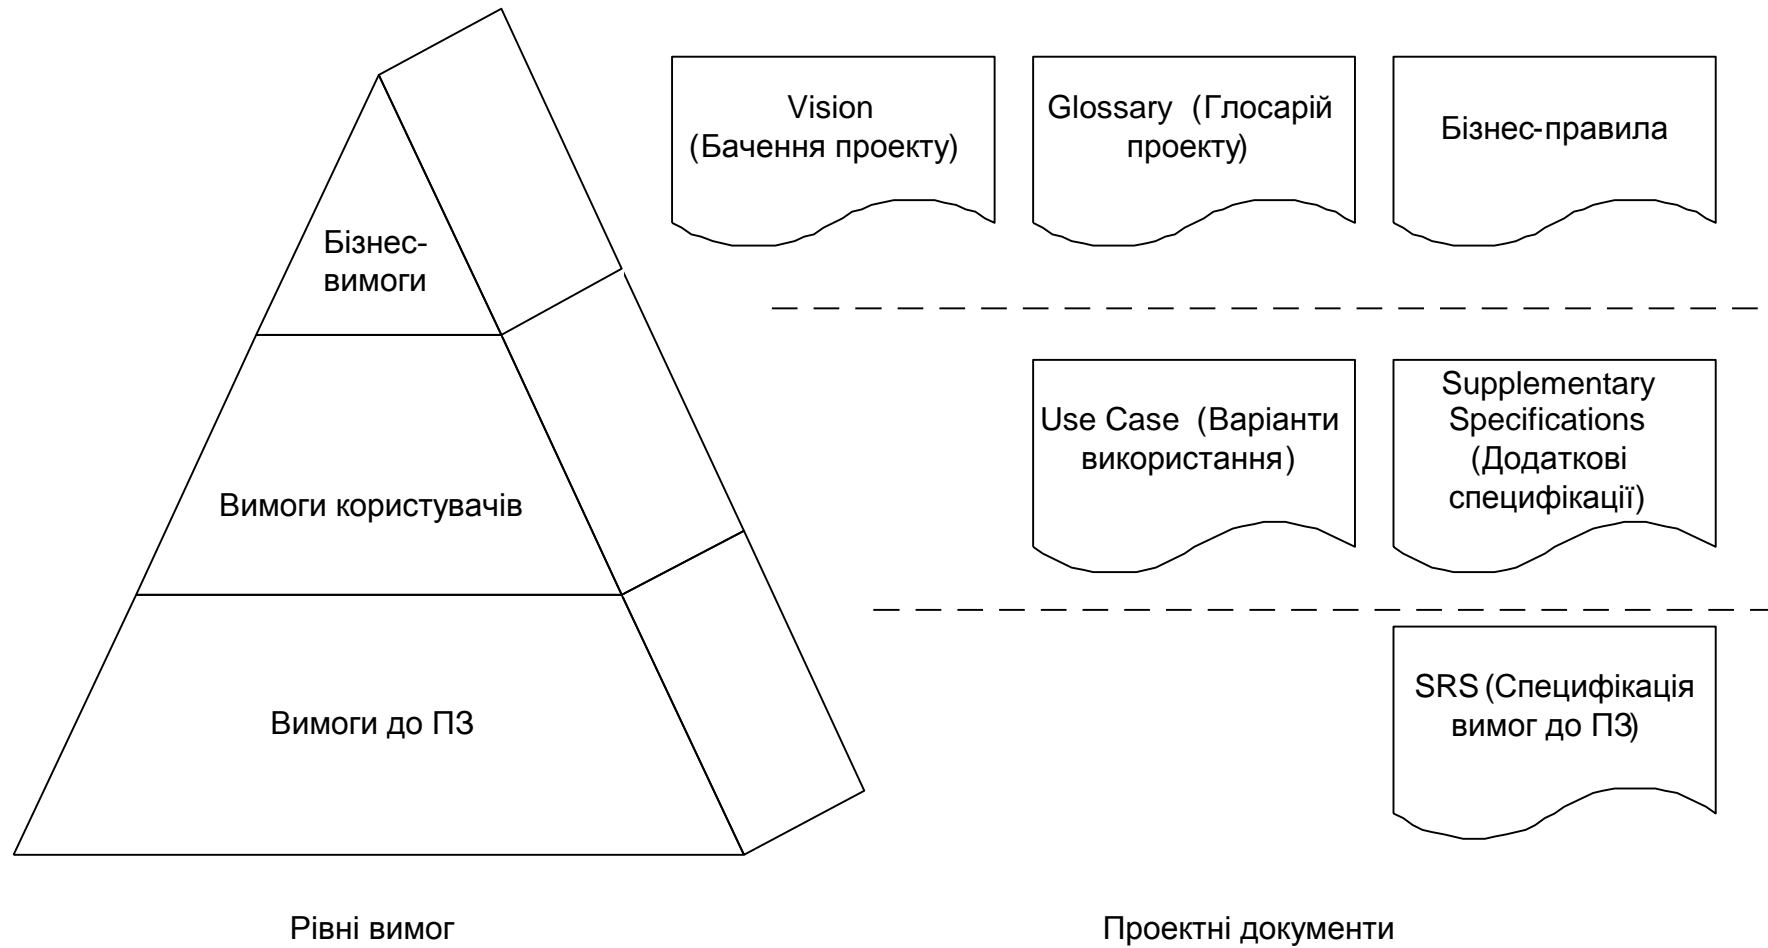 Vision
(Бачення проекту)
Glossary (Глосарій
проекту)
Бізнес-правила
Бізнес-
вимоги
Use Case (Варіанти
використання)
Supplementary
Specifications
(Додаткові
специфікації)
Вимоги користувачів
SRS (Специфікація
вимог до ПЗ)
Вимоги до ПЗ
Рівні вимог
Проектні документи